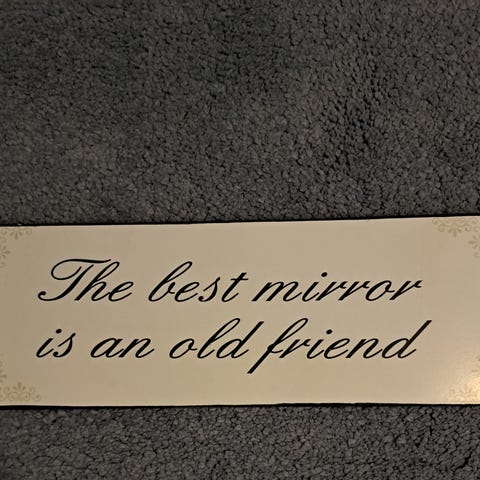 The best mirror
is an old friend